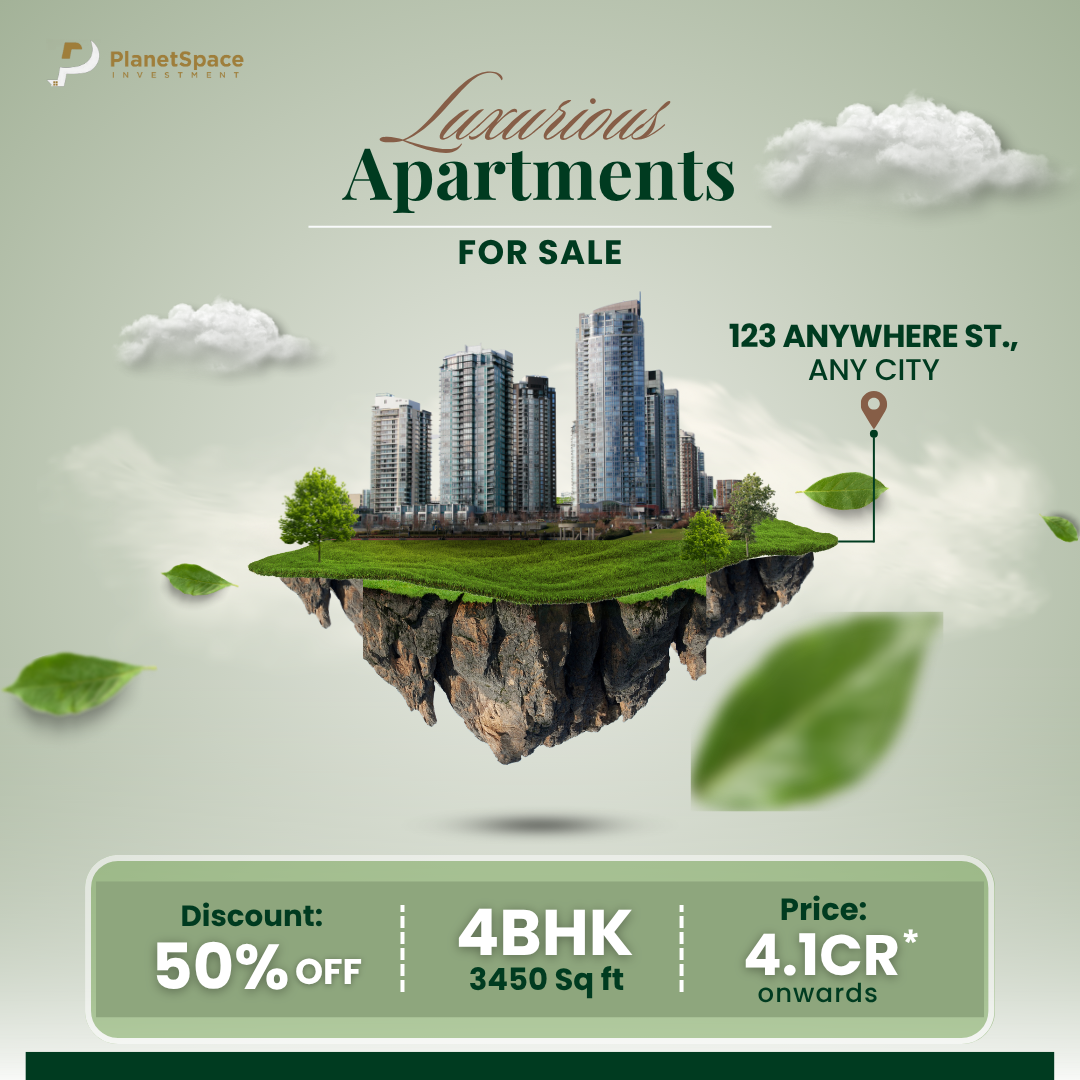 PlanetSpace
INVESTMENT
Luxurious
Apartments
FOR SALE
123 ANYWHERE ST.,
ANY CITY
Discount:
50% OFF
4BHK
3450 Sq ft
Price:
4.1CR*
onwards